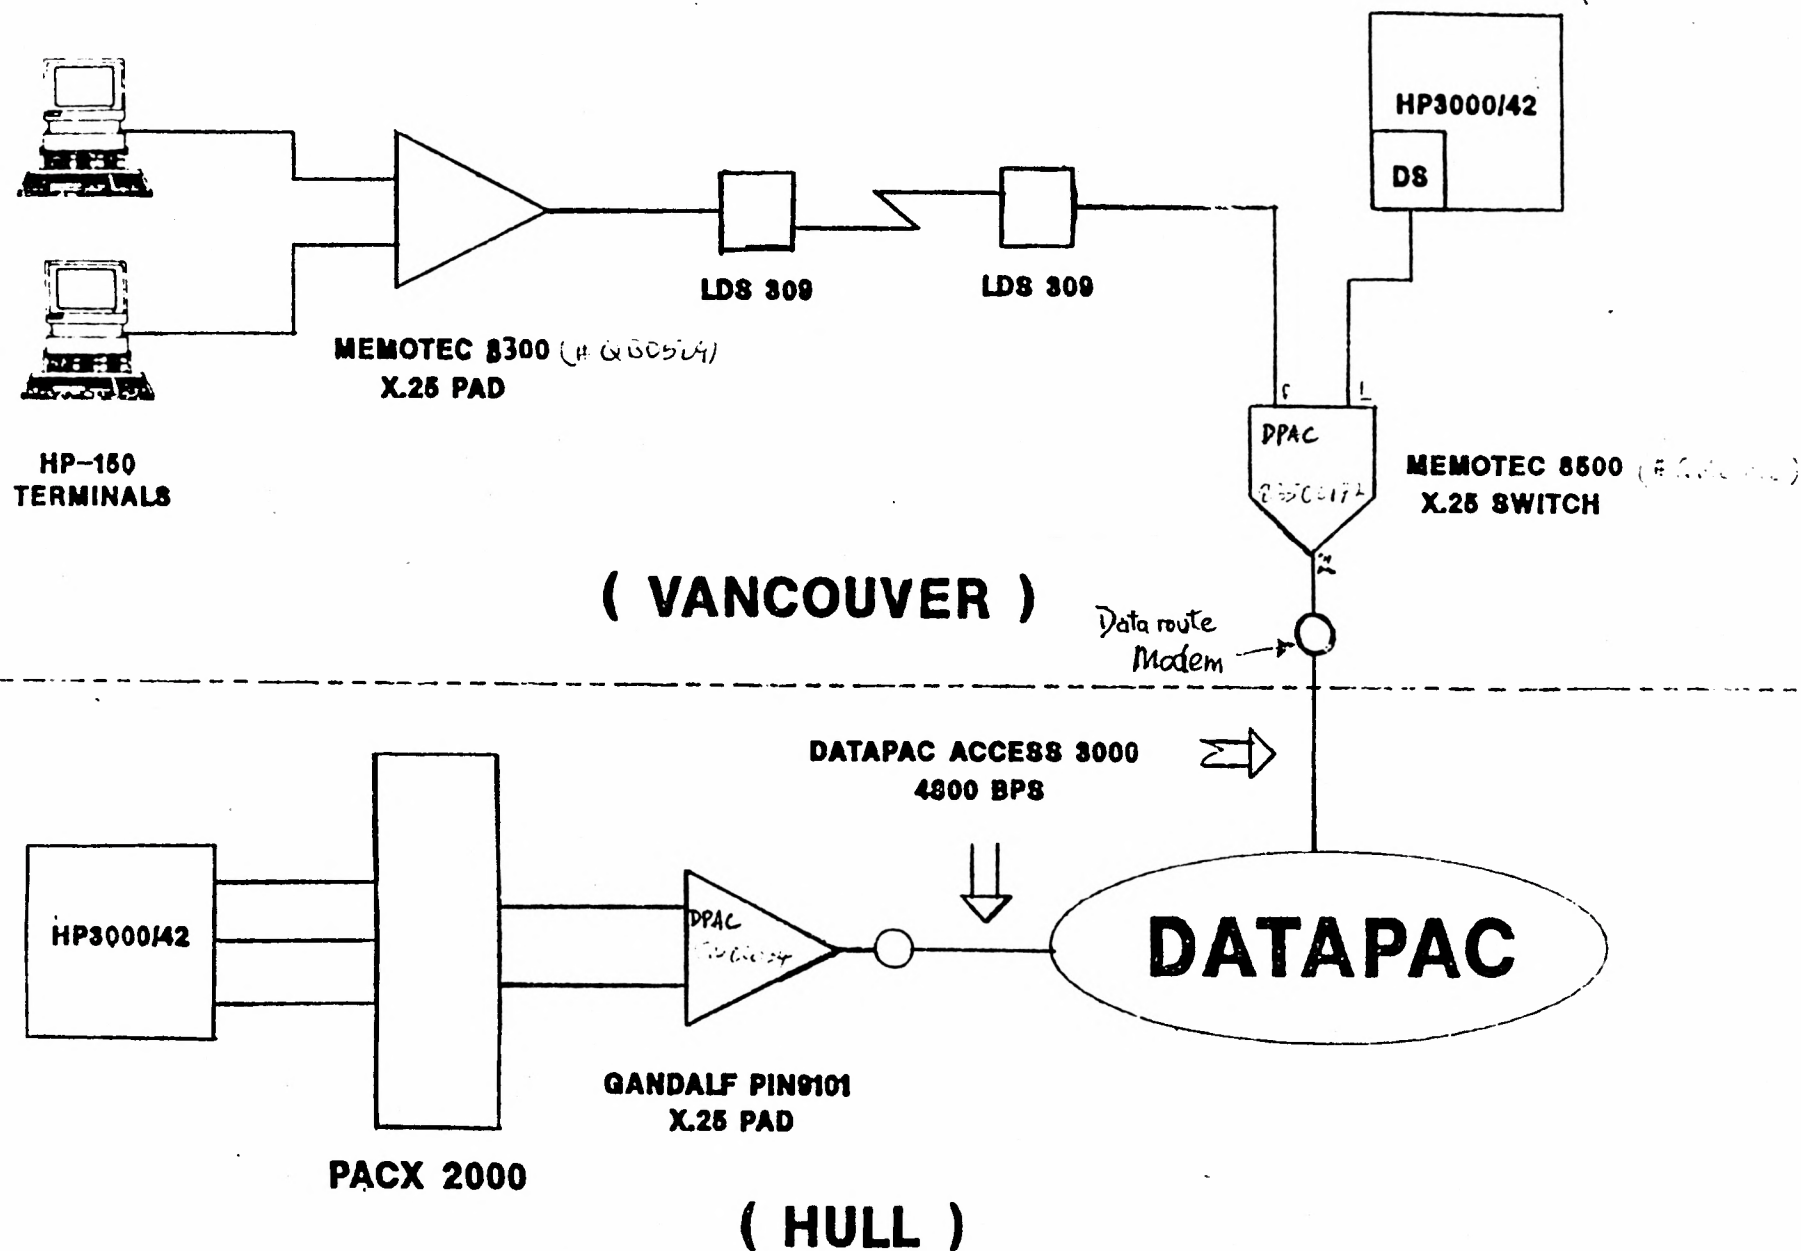 HP3000/42
DS
LDS 309
LDS 309
MEMOTEC 8300
X.25 PAD
HP-150
TERMINALS
DPAC
MEMOTEC 8500
X.25 SWITCH
( VANCOUVER )
Data route
Modem
DATAPAC ACCESS 3000
4800 BPS
HP3000/42
DPAC
DATAPAC
GANDALF PIN9101
X.25 PAD
PACX 2000
( HULL )